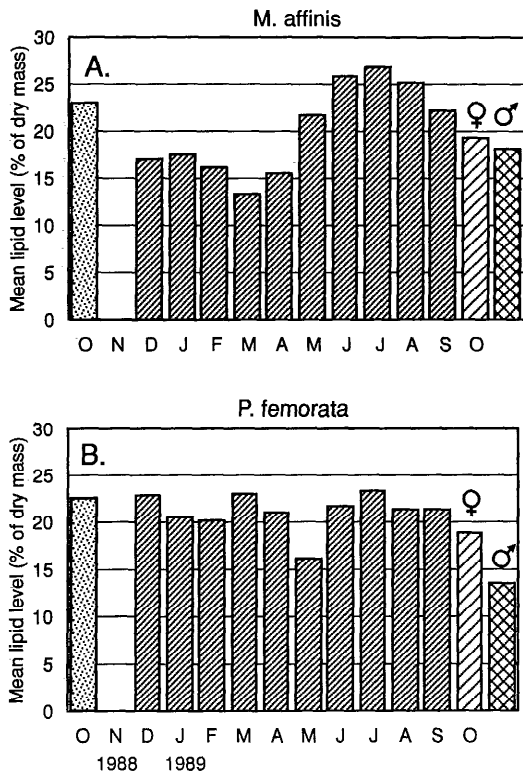 M. affinis
A.
Mean lipid level (% of dry mass)
30
25
20
15
10
5
0
♀ ♂
O N D J F M A M J J A S O
P. femorata
B.
Mean lipid level (% of dry mass)
30
25
20
15
10
5
0
♀
♂
O N D J F M A M J J A S O
1988 1989